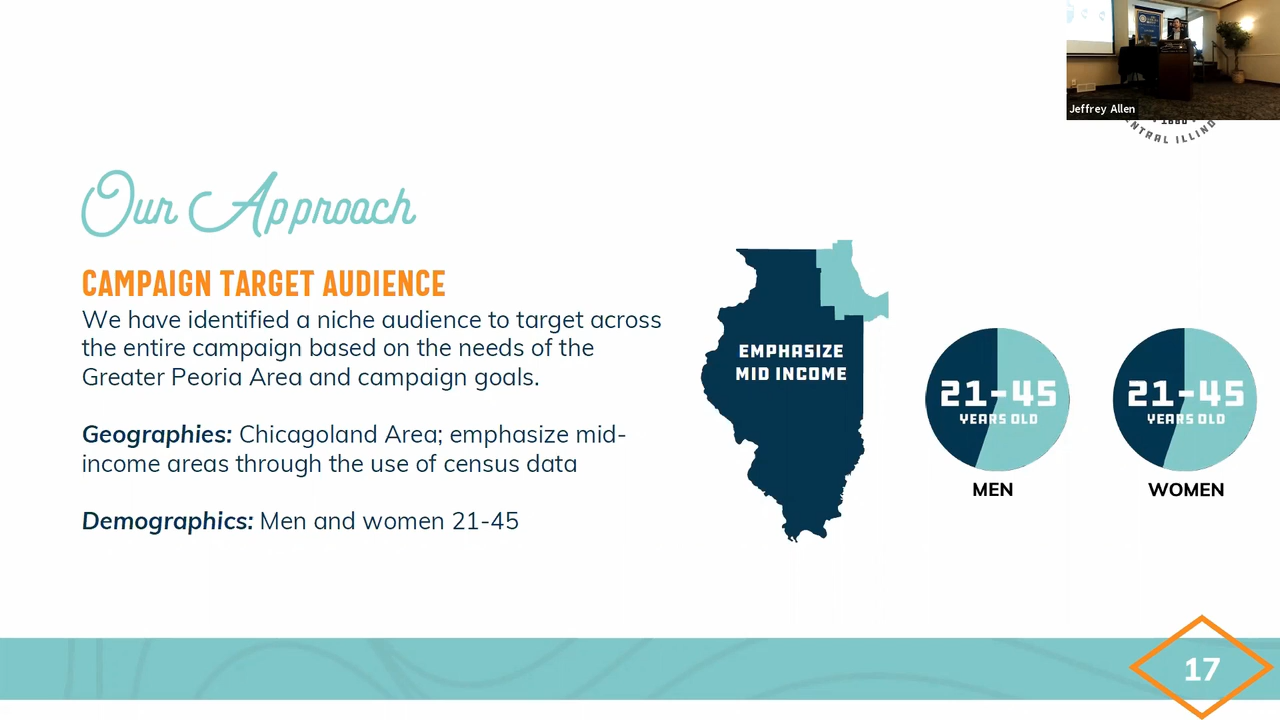 Jeffrey Allen
Our Approach
CAMPAIGN TARGET AUDIENCE
We have identified a niche audience to target across
the entire campaign based on the needs of the
Greater Peoria Area and campaign goals.
Geographies: Chicagoland Area; emphasize mid-
income areas through the use of census data
Demographics: Men and women 21-45
EMPHASIZE
MID INCOME
21-45
YEARS OLD
MEN
21-45
YEARS OLD
WOMEN
17